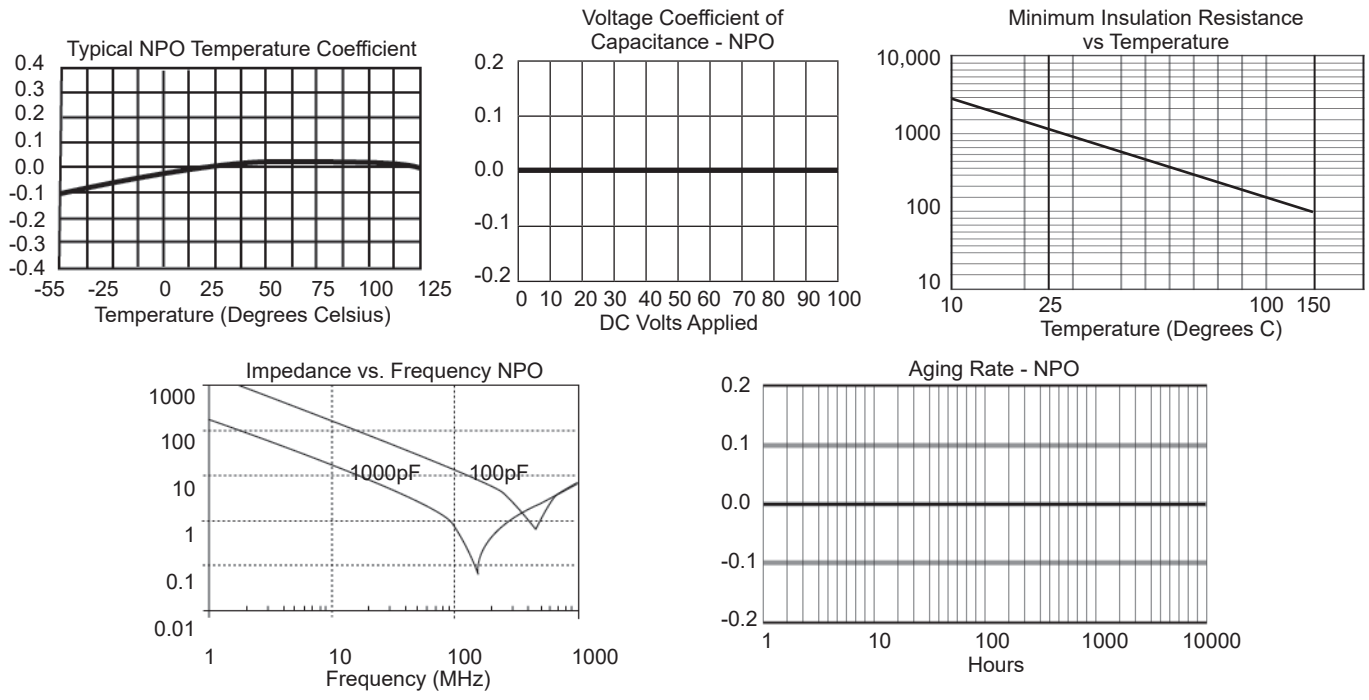 Typical NPO Temperature Coefficient
0.4
0.3
0.2
0.1
0.0
-0.1
-0.2
-0.3
-0.4
-55 -25 0 25 50 75 100 125
Temperature (Degrees Celsius)
Voltage Coefficient of
Capacitance - NPO
0.2
0.1
0.0
-0.1
-0.2
0 10 20 30 40 50 60 70 80 90 100
DC Volts Applied
Minimum Insulation Resistance
vs Temperature
10,000
1000
100
10
10 25 100 150
Temperature (Degrees C)
Impedance vs. Frequency NPO
1000
100
10
1
0.1
0.01
1000pF 100pF
1 10 100 1000
Frequency (MHz)
Aging Rate - NPO
0.2
0.1
0.0
-0.1
-0.2
1 10 100 1000 10000
Hours